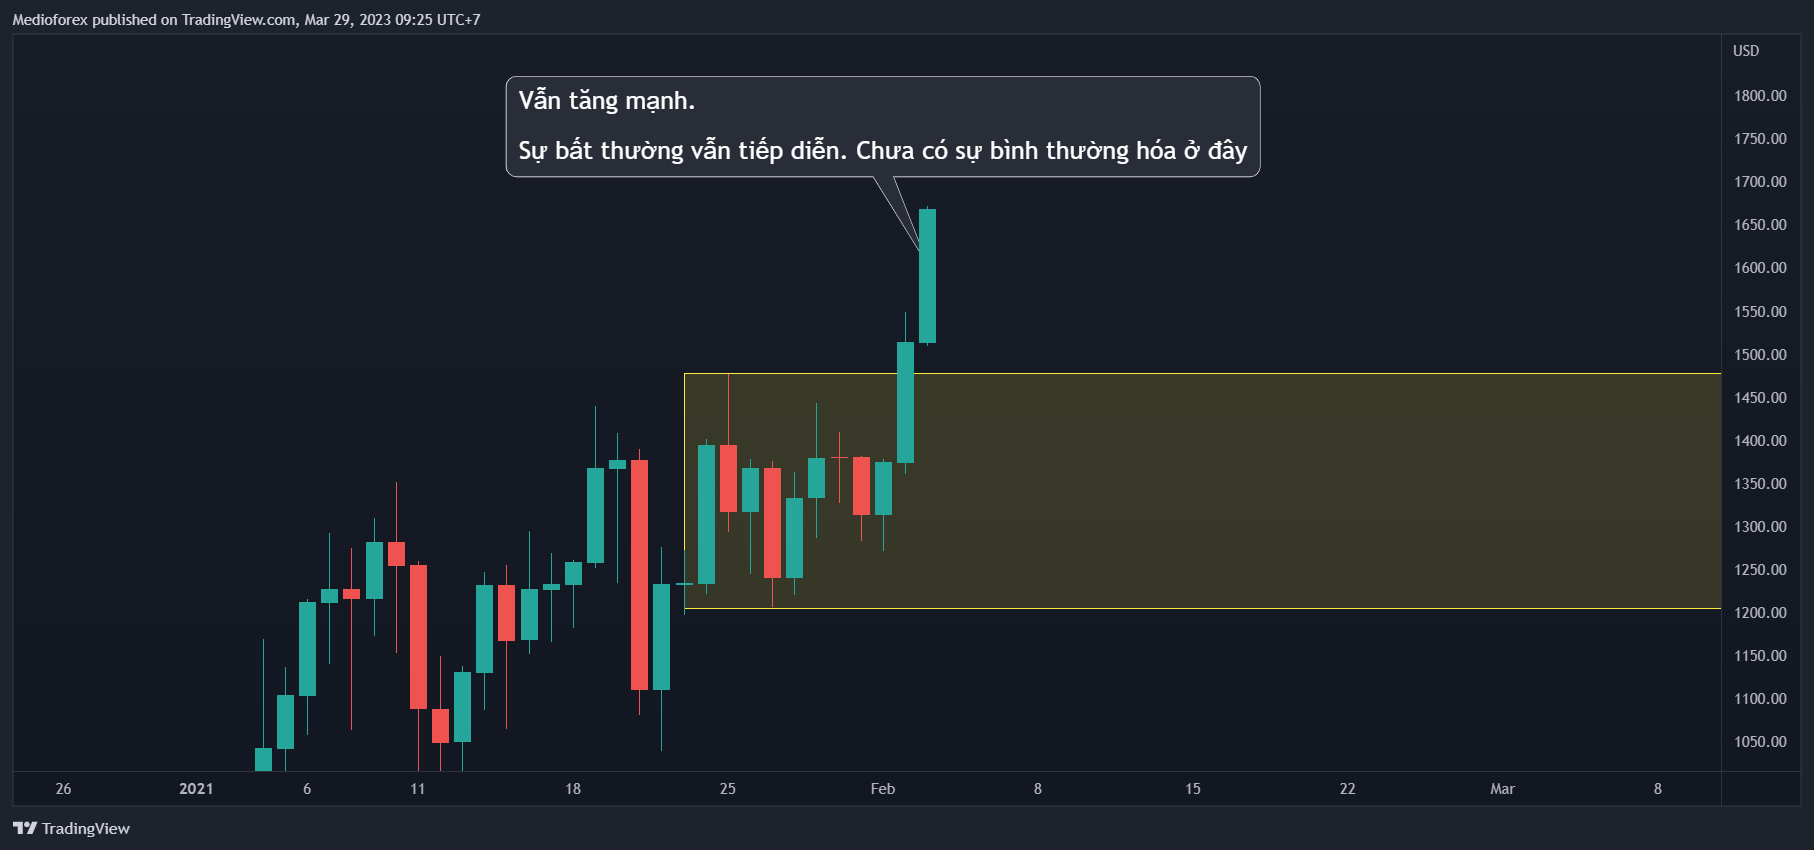 Medioforex published on TradingView.com, Mar 29, 2023 09:25 UTC+7
USD
Vẫn tăng mạnh.
Sự bất thường vẫn tiếp diễn. Chưa có sự bình thường hóa ở đây
1800.00
1750.00
1700.00
1650.00
1600.00
1550.00
1500.00
1450.00
1400.00
1350.00
1300.00
1250.00
1200.00
1150.00
1100.00
1050.00
26 2021 6 11 18 25 Feb 8 15 22 Mar 8
TradingView